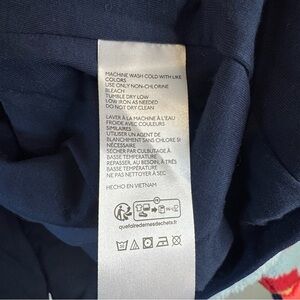 MACHINE WASH COLD WITH LIKE
COLORS
USE ONLY NON-CHLORINE
BLEACH
TUMBLE DRY LOW
LOW IRON AS NEEDED
DO NOT DRY CLEAN
LAVER À LA MACHINE À L'EAU
FROIDE AVEC COULEURS
SIMILAIRES
UTILISER UN AGENT DE
BLANCHIMENT SANS CHLORE SI
NÉCESSAIRE
SÉCHER PAR CULBUTAGE À
BASSE TEMPÉRATURE
REPASSER, AU BESOIN, À TRÈS
BASSE TEMPÉRATURE
NE PAS NETTOYER À SEC
HECHO EN VIETNAM
quefairedemesdechets.fr